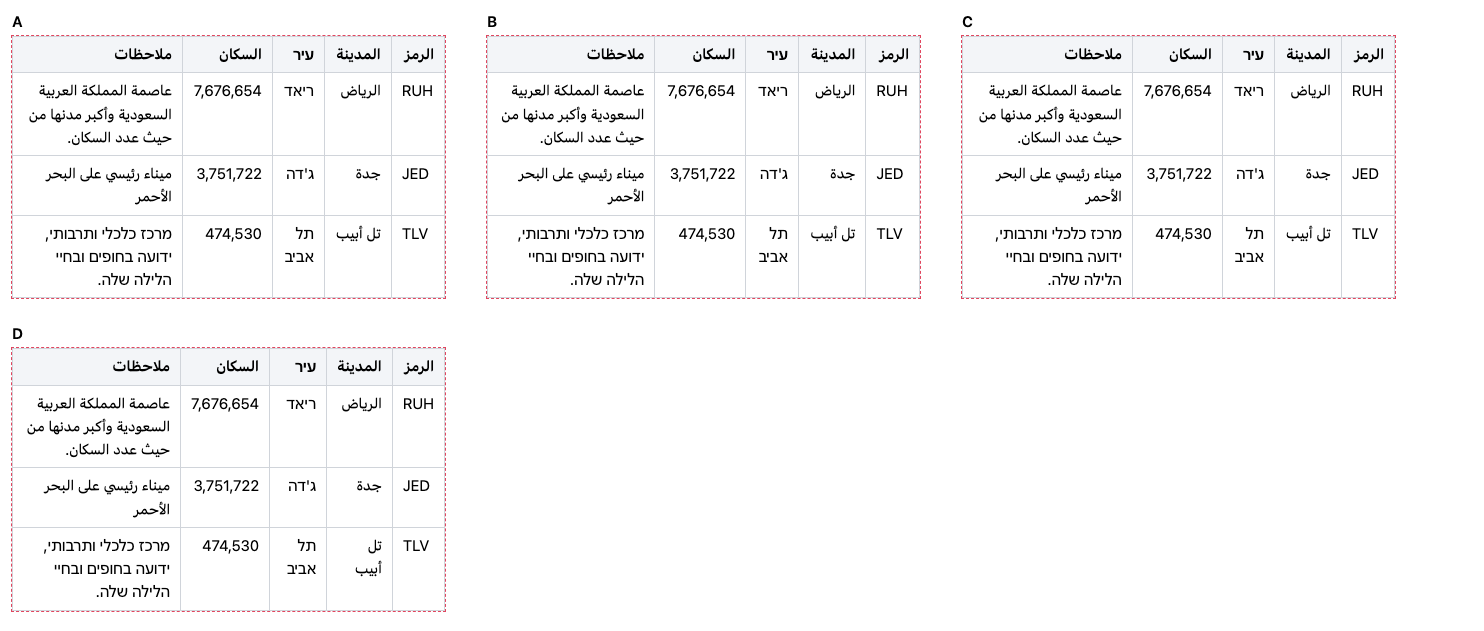 A
الرمز المدينة עיר السكان ملاحظات
RUH الرياض ריאד 7,676,654 عاصمة المملكة العربية
السعودية وأكبر مدنها من
حيث عدد السكان.
JED جدة ג'דה 3,751,722 ميناء رئيسي على البحر
الأحمر
TLV تل أبيب תל 474,530 מרכז כלכלי ותרבותי,
אביב ידועה בחופים ובחיי
הלילה שלה.
B
الرمز المدينة עיר السكان ملاحظات
RUH الرياض ריאד 7,676,654 عاصمة المملكة العربية
السعودية وأكبر مدنها من
حيث عدد السكان.
JED جدة ג'דה 3,751,722 ميناء رئيسي على البحر
الأحمر
TLV تل أبيب תל 474,530 מרכז כלכלי ותרבותי,
אביב ידועה בחופים ובחיי
הלילה שלה.
C
الرمز المدينة עיר السكان ملاحظات
RUH الرياض ריאד 7,676,654 عاصمة المملكة العربية
السعودية وأكبر مدنها من
حيث عدد السكان.
JED جدة ג'דה 3,751,722 ميناء رئيسي على البحر
الأحمر
TLV تل أبيب תל 474,530 מרכז כלכלי ותרבותי,
אביב ידועה בחופים ובחיי
הלילה שלה.
D
الرمز المدينة עיר السكان ملاحظات
RUH الرياض ריאד 7,676,654 عاصمة المملكة العربية
السعودية وأكبر مدنها من
حيث عدد السكان.
JED جدة ג'דה 3,751,722 ميناء رئيسي على البحر
الأحمر
TLV تل תל 474,530 מרכז כלכלי ותרבותי,
أبيب אביב ידועה בחופים ובחיי
הלילה שלה.